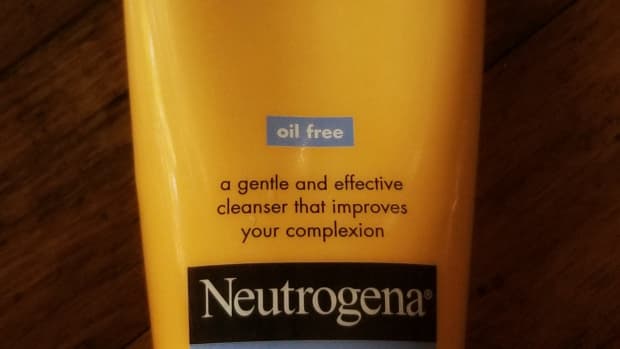 oil free
a gentle and effective
cleanser that improves
your complexion
Neutrogena®